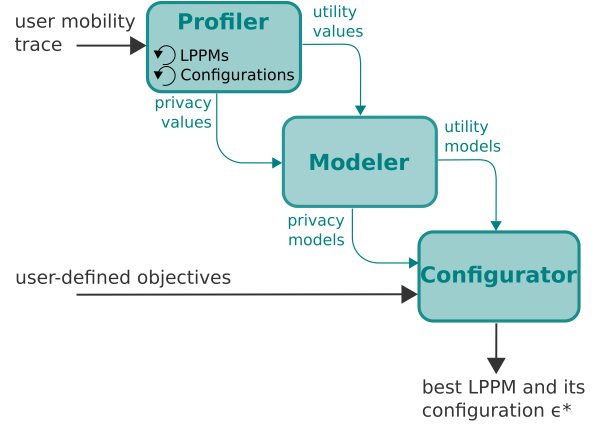 user mobility
trace
Profiler
LPPMs
Configurations
utility
values
privacy
values
Modeler
utility
models
privacy
models
user-defined objectives
Configurator
best LPPM and its
configuration ϵ*